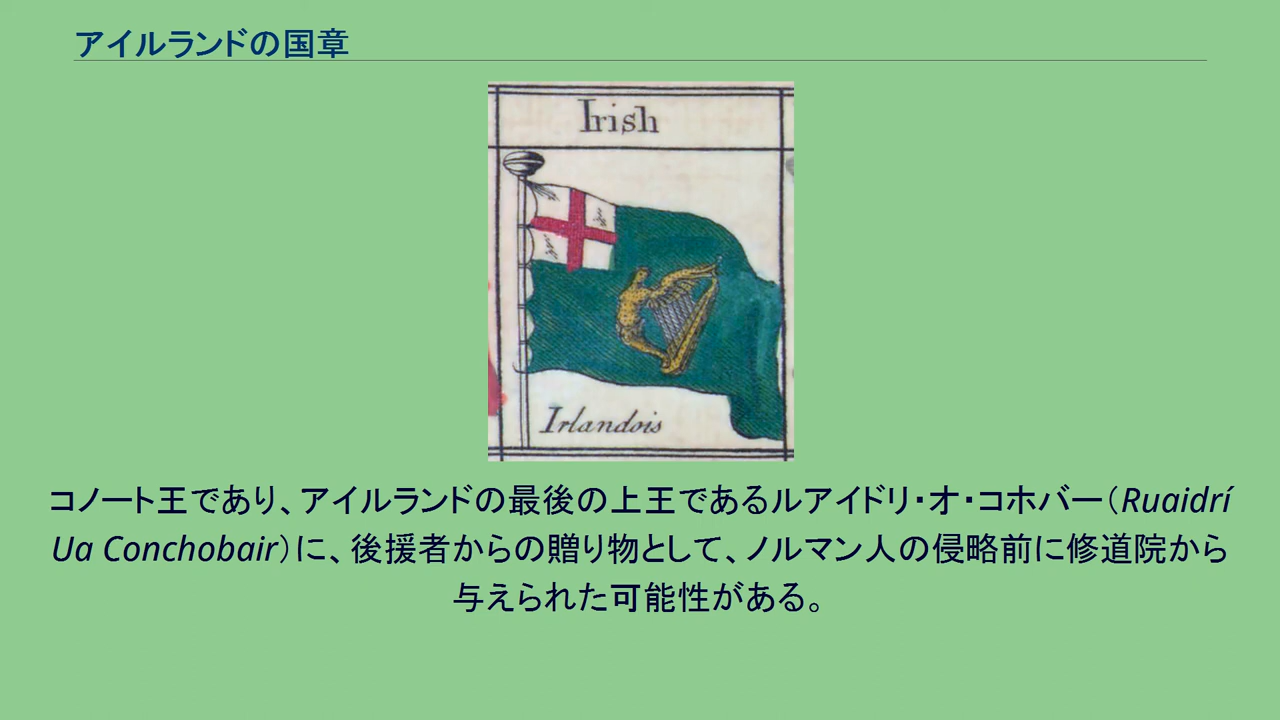 アイルランドの国章
Irish
Irlandois
コノート王であり、アイルランドの最後の上王であるルアイドリ・オ・コホバー（Ruaidrí
Ua Conchobair）に、後援者からの贈り物として、ノルマン人の侵略前に修道院から
与えられた可能性がある。